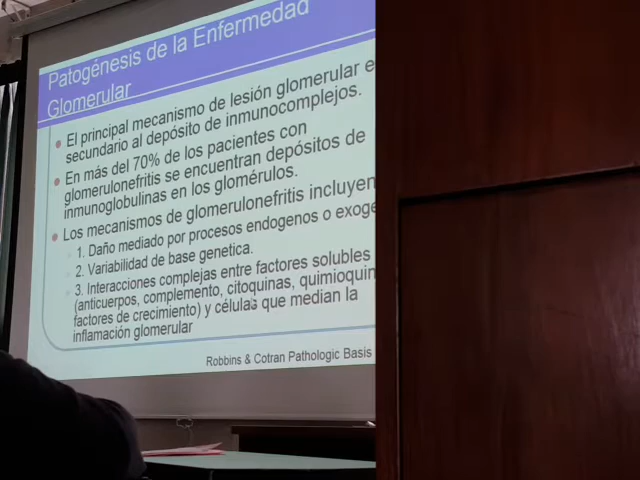 Patogénesis de la Enfermedad
Glomerular
El principal mecanismo de lesión glomerular e
secundario al depósito de inmunocomplejos.
En más del 70% de los pacientes con
glomerulonefritis se encuentran depósitos de
inmunoglobulinas en los glomérulos.
Los mecanismos de glomerulonefritis incluyen
1. Daño mediado por procesos endogenos o exoge
2. Variabilidad de base genetica.
3. Interacciones complejas entre factores solubles
(anticuerpos, complemento, citoquinas, quimioquin
factores de crecimiento) y células que median la
inflamación glomerular
Robbins & Cotran Pathologic Basis